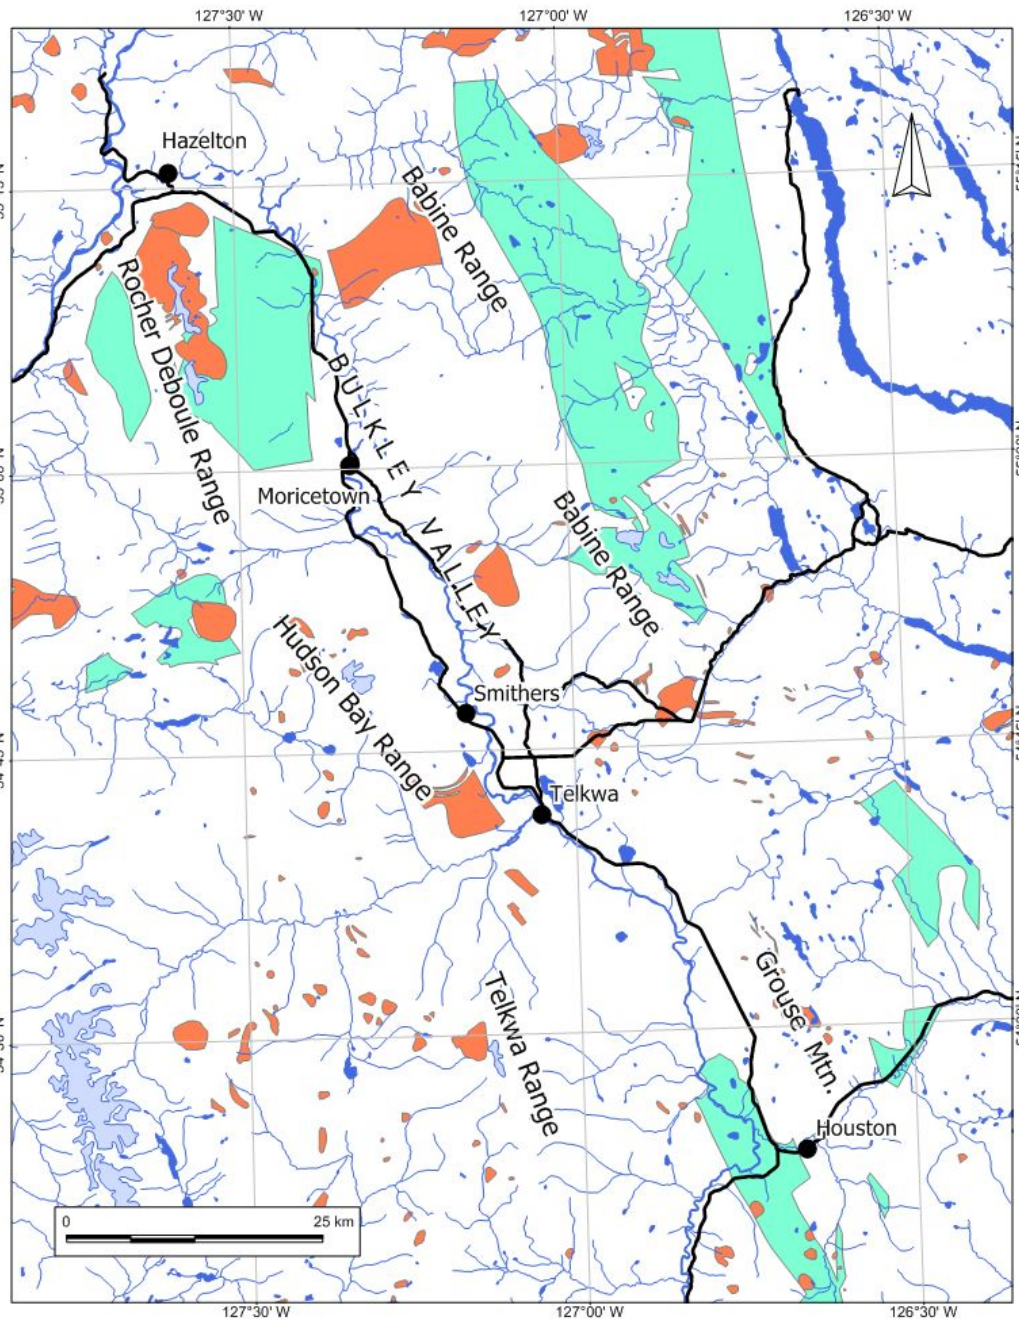 127°30' W
127°00' W
126°30' W
Hazelton
Babine Range
Rocher Deboule Range
BULKLEY VALLEY
Moricetown
Babine Range
Hudson Bay Range
Smithers
Telkwa
Grouse Mtn.
Telkwa Range
Houston
0
25 km
127°30' W
127°00' W
126°30' W